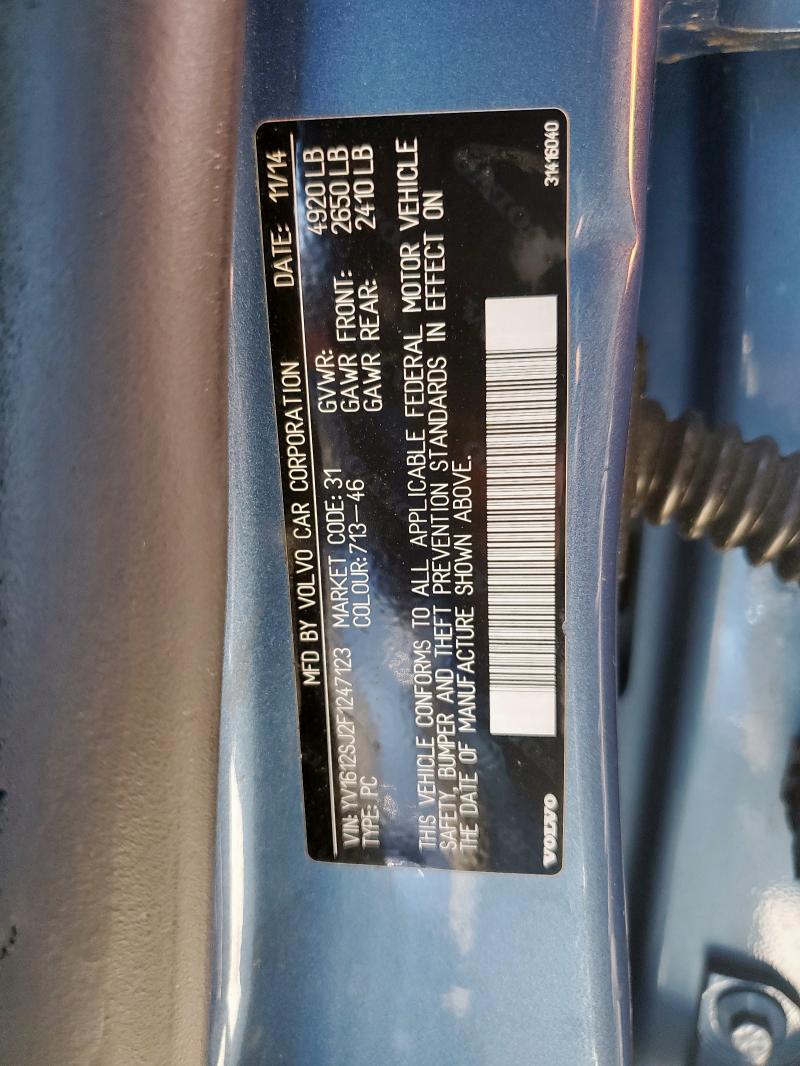 MFD BY VOLVO CAR CORPORATION DATE: 11/14
VIN: YV1612SJ2F1247123 MARKET CODE: 31 GVWR: 4920 LB
TYPE: PC COLOUR: 713-46 GAWR FRONT: 2650 LB
GAWR REAR: 2410 LB
THIS VEHICLE CONFORMS TO ALL APPLICABLE FEDERAL MOTOR VEHICLE
SAFETY, BUMPER AND THEFT PREVENTION STANDARDS IN EFFECT ON
THE DATE OF MANUFACTURE SHOWN ABOVE.
VOLVO 31416040